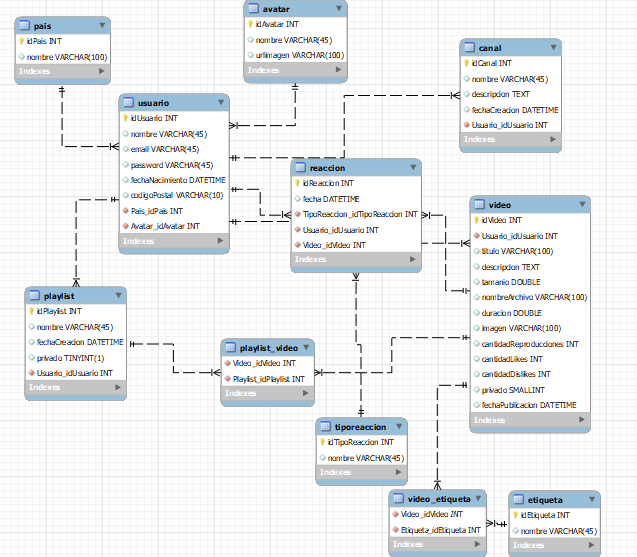 pais
idPais INT
nombre VARCHAR(100)
Indexes
avatar
idAvatar INT
nombre VARCHAR(45)
urlImagen VARCHAR(100)
Indexes
canal
idCanal INT
nombre VARCHAR(45)
descripcion TEXT
fechaCreacion DATETIME
Usuario_idUsuario INT
Indexes
usuario
idUsuario INT
nombre VARCHAR(45)
email VARCHAR(45)
password VARCHAR(45)
fechaNacimiento DATETIME
codigoPostal VARCHAR(10)
Pais_idPais INT
Avatar_idAvatar INT
Indexes
reaccion
idReaccion INT
fecha DATETIME
TipoReaccion_idTipoReaccion INT
Usuario_idUsuario INT
Video_idVideo INT
Indexes
video
idVideo INT
Usuario_idUsuario INT
titulo VARCHAR(100)
descripcion TEXT
tamanio DOUBLE
nombreArchivo VARCHAR(100)
duracion DOUBLE
imagen VARCHAR(100)
cantidadReproducciones INT
cantidadLikes INT
cantidadDislikes INT
privado SMALLINT
fechaPublicacion DATETIME
Indexes
playlist
idPlaylist INT
nombre VARCHAR(45)
fechaCreacion DATETIME
privado TINYINT(1)
Usuario_idUsuario INT
Indexes
playlist_video
Video_idVideo INT
Playlist_idPlaylist INT
Indexes
tiporeaccion
idTipoReaccion INT
nombre VARCHAR(45)
Indexes
video_etiqueta
Video_idVideo INT
Etiqueta_idEtiqueta INT
Indexes
etiqueta
idEtiqueta INT
nombre VARCHAR(45)
Indexes